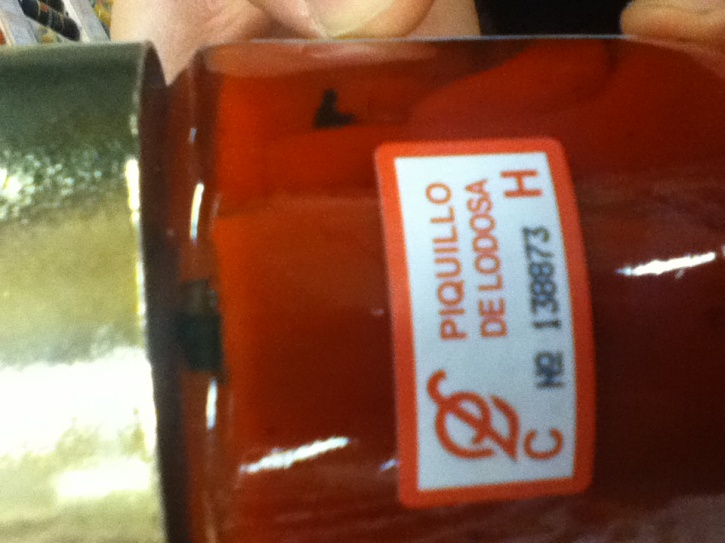 PIQUILLO
DE LODOSA
C Nº 138873 H